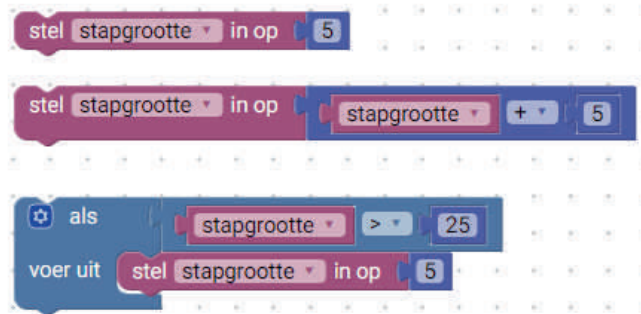 stel stapgrootte in op 5
stel stapgrootte in op stapgrootte + 5
als stapgrootte > 25
voer uit stel stapgrootte in op 5